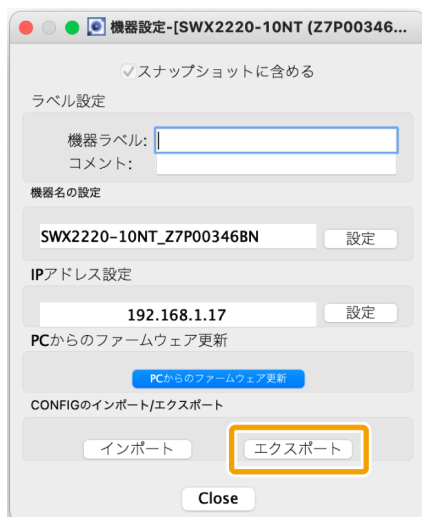 機器設定-[SWX2220-10NT (Z7P00346...
スナップショットに含める
ラベル設定
機器ラベル:
コメント:
機器名の設定
SWX2220-10NT_Z7P00346BN 設定
IPアドレス設定
192.168.1.17 設定
PCからのファームウェア更新
PCからのファームウェア更新
CONFIGのインポート/エクスポート
インポート エクスポート
Close